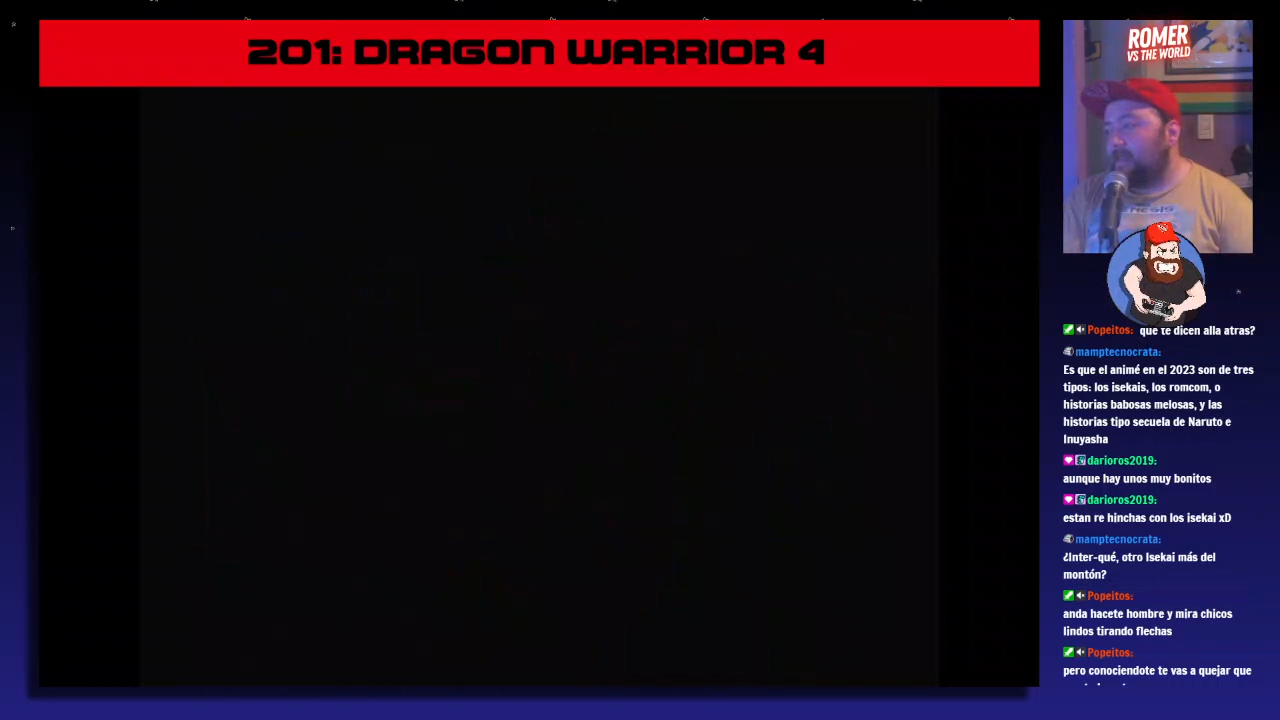 201: DRAGON WARRIOR 4
ROMER
VS THE WORLD
Popeitos: que te dicen alla atras?
mamptecnocrata:
Es que el animé en el 2023 son de tres
tipos: los isekais, los romcom, o
historias babosas melosas, y las
historias tipo secuela de Naruto e
Inuyasha
darioros2019:
aunque hay unos muy bonitos
darioros2019:
estan re hinchas con los isekai xD
mamptecnocrata:
¿Inter-qué, otro Isekai más del
montón?
Popeitos:
anda hacete hombre y mira chicos
lindos tirando flechas
Popeitos:
pero conociendote te vas a quejar que